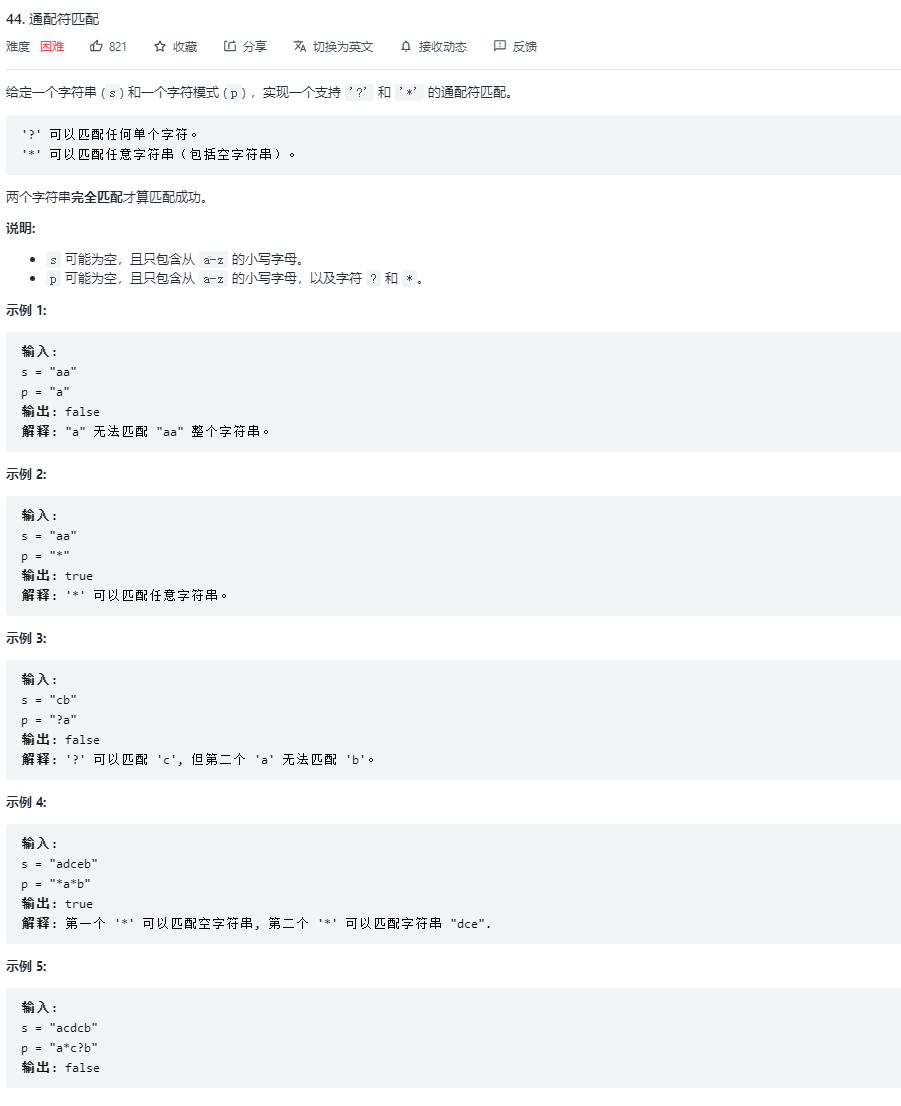 44. 通配符匹配
难度 困难 821 收藏 分享 切换为英文 接收动态 反馈
给定一个字符串 (s) 和一个字符模式 (p) ，实现一个支持 '?' 和 '*' 的通配符匹配。
'?' 可以匹配任何单个字符。
'*' 可以匹配任意字符串（包括空字符串）。
两个字符串完全匹配才算匹配成功。
说明:
s 可能为空，且只包含从 a-z 的小写字母。
p 可能为空，且只包含从 a-z 的小写字母，以及字符 ? 和 *。
示例 1:
输入:
s = "aa"
p = "a"
输出: false
解释: "a" 无法匹配 "aa" 整个字符串。
示例 2:
输入:
s = "aa"
p = "*"
输出: true
解释: '*' 可以匹配任意字符串。
示例 3:
输入:
s = "cb"
p = "?a"
输出: false
解释: '?' 可以匹配 'c', 但第二个 'a' 无法匹配 'b'。
示例 4:
输入:
s = "adceb"
p = "*a*b"
输出: true
解释: 第一个 '*' 可以匹配空字符串, 第二个 '*' 可以匹配字符串 "dce".
示例 5:
输入:
s = "acdcb"
p = "a*c?b"
输出: false